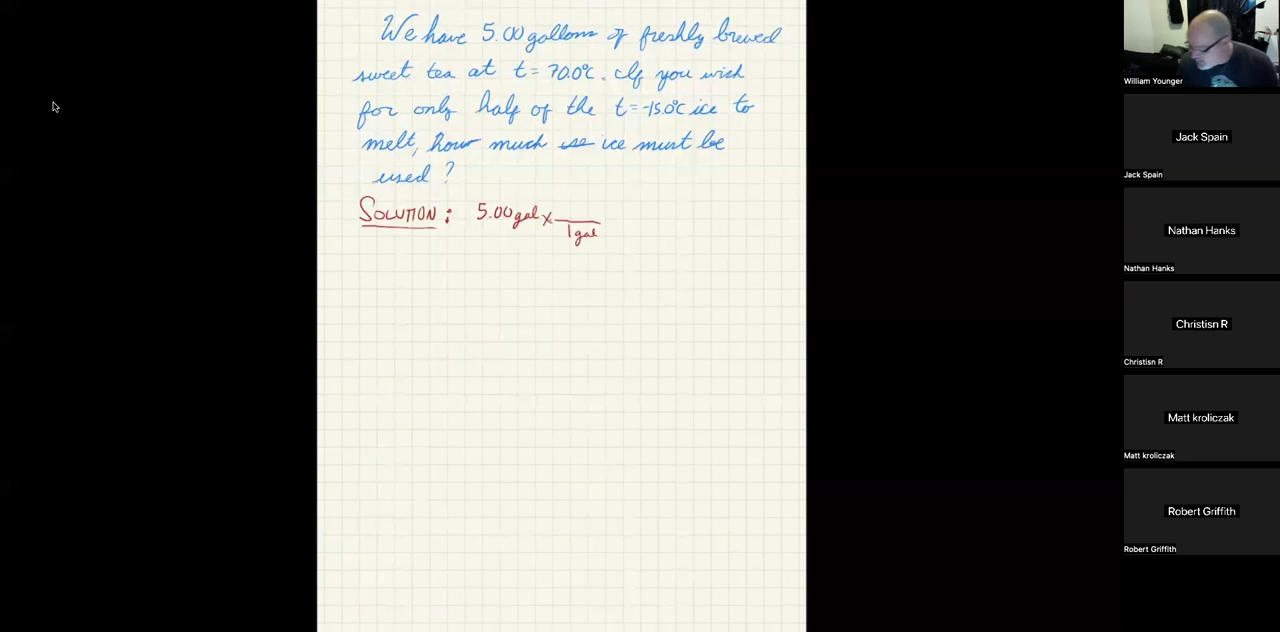 We have 5.00 gallons of freshly brewed
sweet tea at t = 70.0°C. If you wish
for only half of the t = -15.0°C ice to
melt, how much use ice must be
used?
SOLUTION: 5.00 gal x
1 gal
William Younger
Jack Spain
Jack Spain
Nathan Hanks
Nathan Hanks
Christisn R
Christisn R
Matt kroliczak
Matt kroliczak
Robert Griffith
Robert Griffith